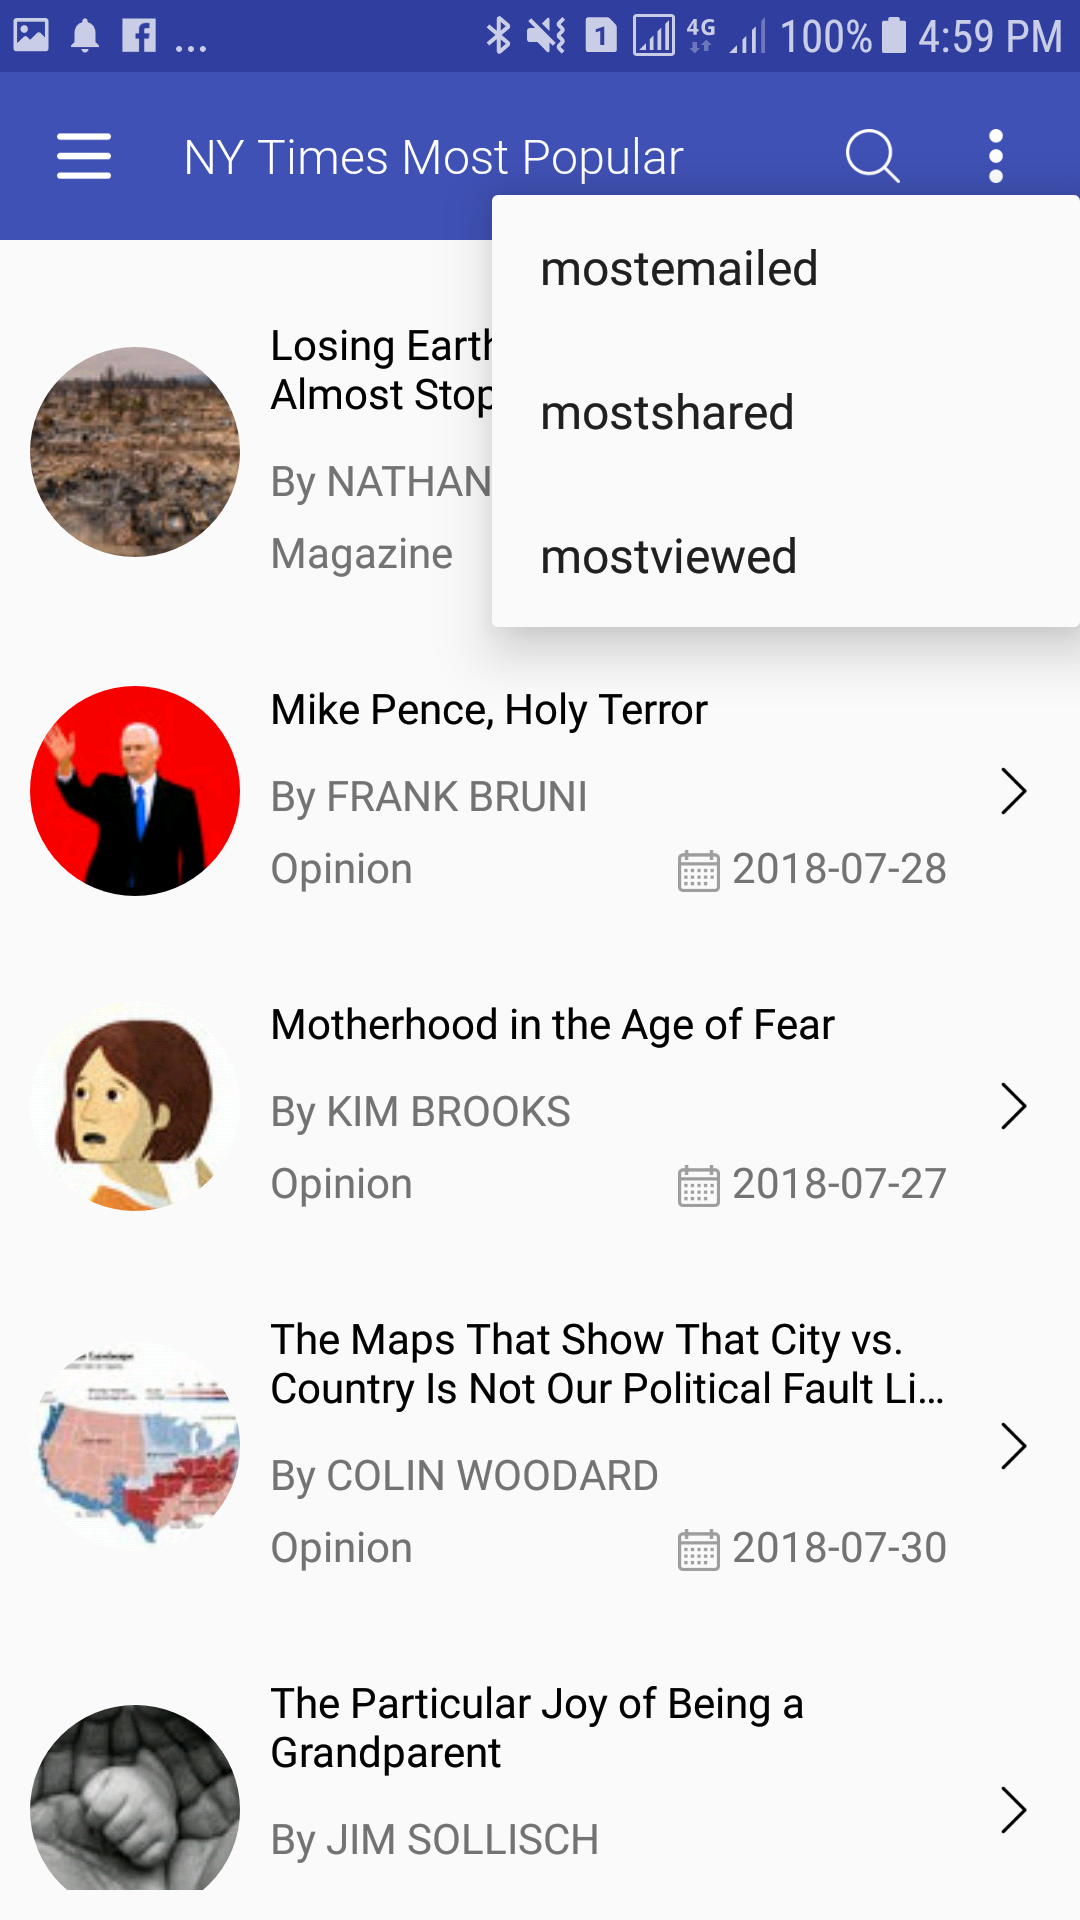 ... 1 4G 100% 4:59 PM
NY Times Most Popular
mostemailed
mostshared
mostviewed
Losing Earth
Almost Stop
By NATHAN
Magazine
Mike Pence, Holy Terror
By FRANK BRUNI
Opinion 2018-07-28
Motherhood in the Age of Fear
By KIM BROOKS
Opinion 2018-07-27
The Maps That Show That City vs.
Country Is Not Our Political Fault Li...
By COLIN WOODARD
Opinion 2018-07-30
The Particular Joy of Being a
Grandparent
By JIM SOLLISCH